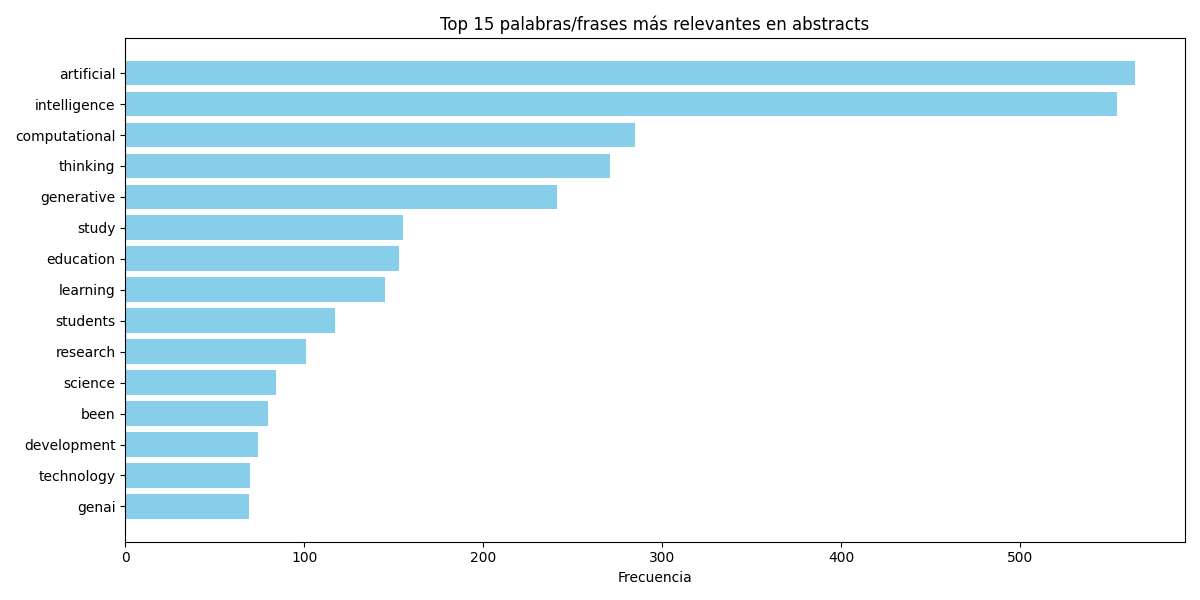 Top 15 palabras/frases más relevantes en abstracts
artificial
intelligence
computational
thinking
generative
study
education
learning
students
research
science
been
development
technology
genai
0 100 200 300 400 500
Frecuencia